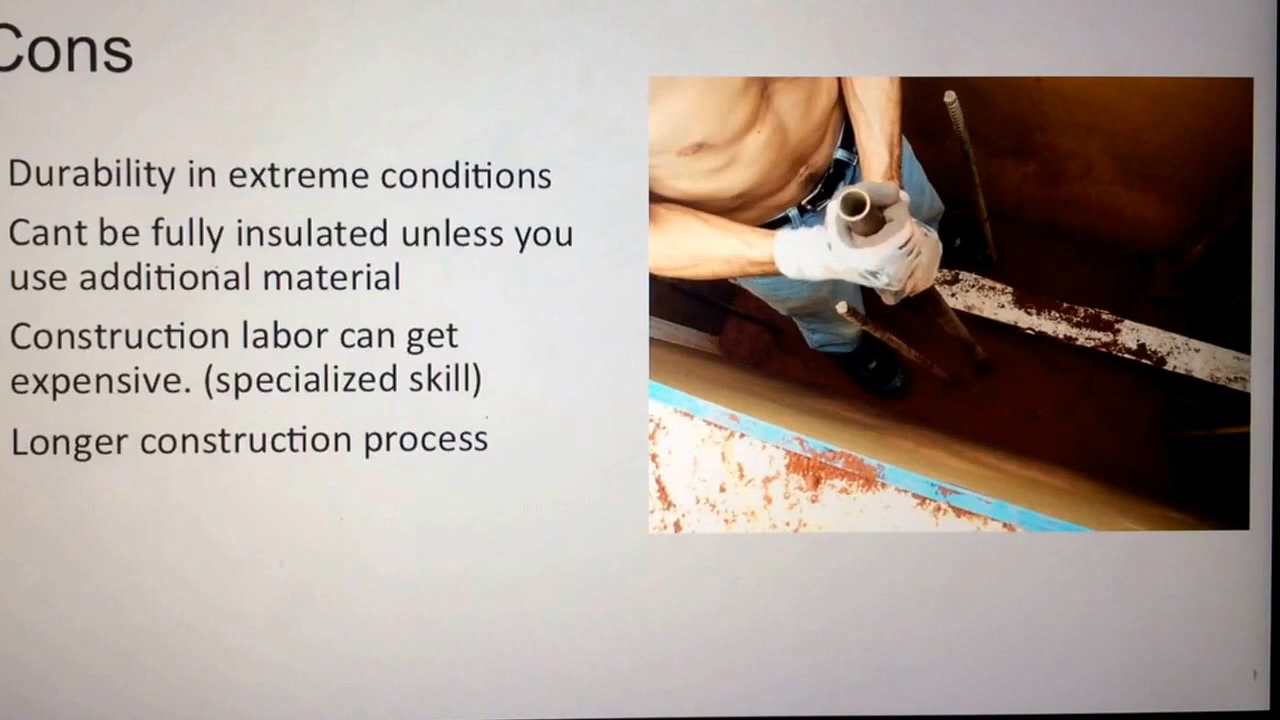 Cons
Durability in extreme conditions
Cant be fully insulated unless you
use additional material
Construction labor can get
expensive. (specialized skill)
Longer construction process